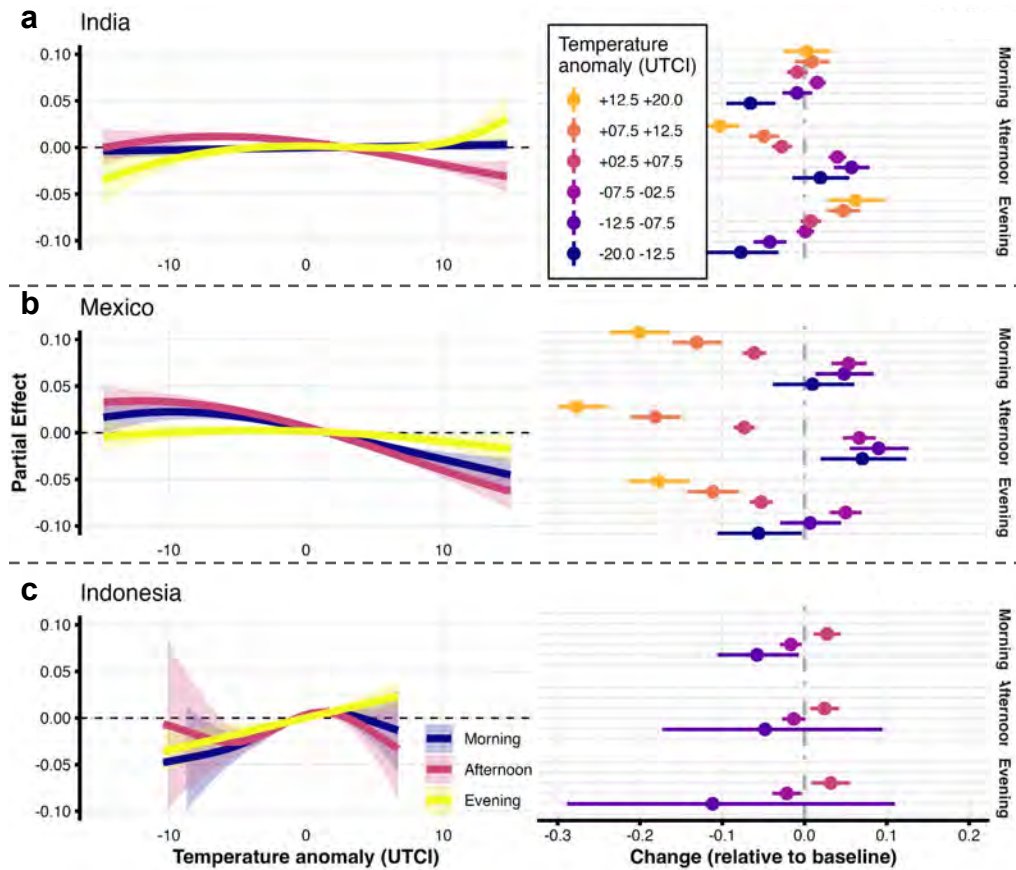 a
India
0.10
0.05
0.00
-0.05
-0.10
-10
0
10
Temperature
anomaly (UTCI)
+12.5 +20.0
+07.5 +12.5
+02.5 +07.5
-07.5 -02.5
-12.5 -07.5
-20.0 -12.5
Morning
Afternoon
Evening
b
Mexico
0.10
0.05
0.00
-0.05
-0.10
Partial Effect
-10
0
10
Morning
Afternoon
Evening
c
Indonesia
0.10
0.05
0.00
-0.05
-0.10
Morning
Afternoon
Evening
-10
0
10
Temperature anomaly (UTCI)
Morning
Afternoon
Evening
-0.3
-0.2
-0.1
0.0
0.1
0.2
Change (relative to baseline)